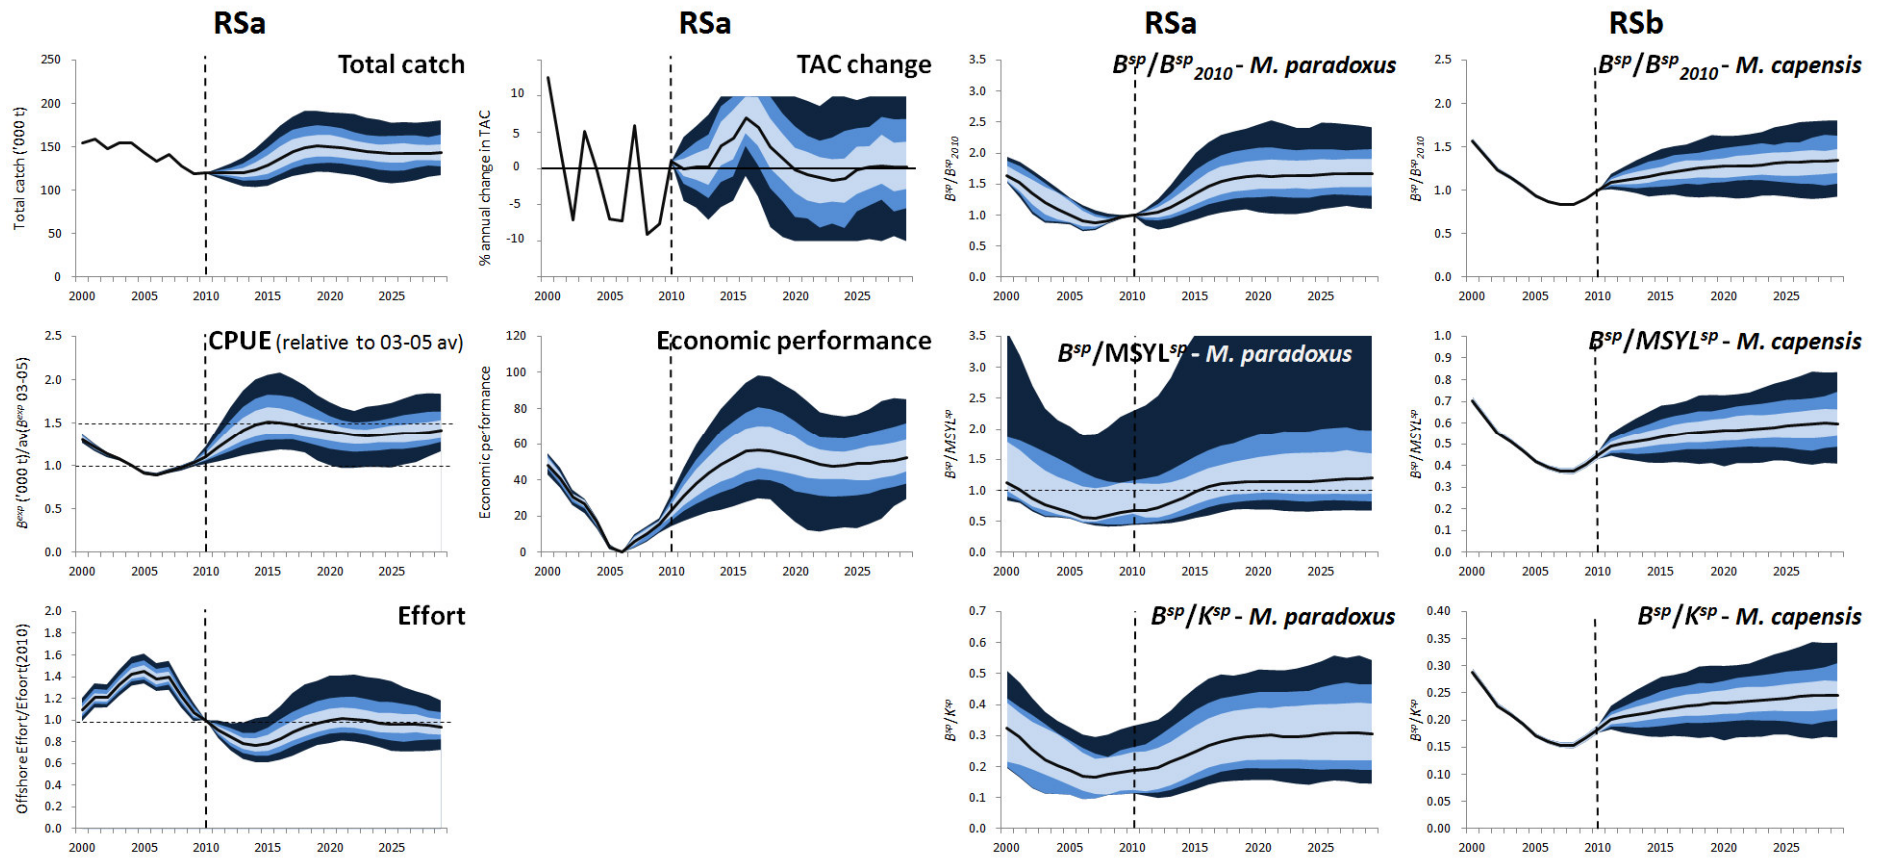 RSa
RSa
RSa
RSb
Total catch
Total catch ('000 t)
250
200
150
100
50
0
2000 2005 2010 2015 2020 2025
TAC change
% annual change in TAC
10
5
0
-5
-10
2000 2005 2010 2015 2020 2025
Bsp/Bsp2010 - M. paradoxus
Bsp/Bsp2010
3.5
3.0
2.5
2.0
1.5
1.0
0.5
0.0
2000 2005 2010 2015 2020 2025
Bsp/Bsp2010 - M. capensis
Bsp/Bsp2010
2.5
2.0
1.5
1.0
0.5
0.0
2000 2005 2010 2015 2020 2025
CPUE (relative to 03-05 av)
Bexp ('000 t)/av(Bexp 03-05)
2.5
2.0
1.5
1.0
0.5
0.0
2000 2005 2010 2015 2020 2025
Economic performance
Economic performance
120
100
80
60
40
20
0
2000 2005 2010 2015 2020 2025
Bsp/MSYLsp - M. paradoxus
Bsp/MSYLsp
3.5
3.0
2.5
2.0
1.5
1.0
0.5
0.0
2000 2005 2010 2015 2020 2025
Bsp/MSYLsp - M. capensis
Bsp/MSYLsp
1.0
0.9
0.8
0.7
0.6
0.5
0.4
0.3
0.2
0.1
0.0
2000 2005 2010 2015 2020 2025
Effort
Offshore Effort/Efoort(2010)
2.0
1.8
1.6
1.4
1.2
1.0
0.8
0.6
0.4
0.2
0.0
2000 2005 2010 2015 2020 2025
Bsp/Ksp - M. paradoxus
Bsp/Ksp
0.7
0.6
0.5
0.4
0.3
0.2
0.1
0.0
2000 2005 2010 2015 2020 2025
Bsp/Ksp - M. capensis
Bsp/Ksp
0.40
0.35
0.30
0.25
0.20
0.15
0.10
0.05
0.00
2000 2005 2010 2015 2020 2025